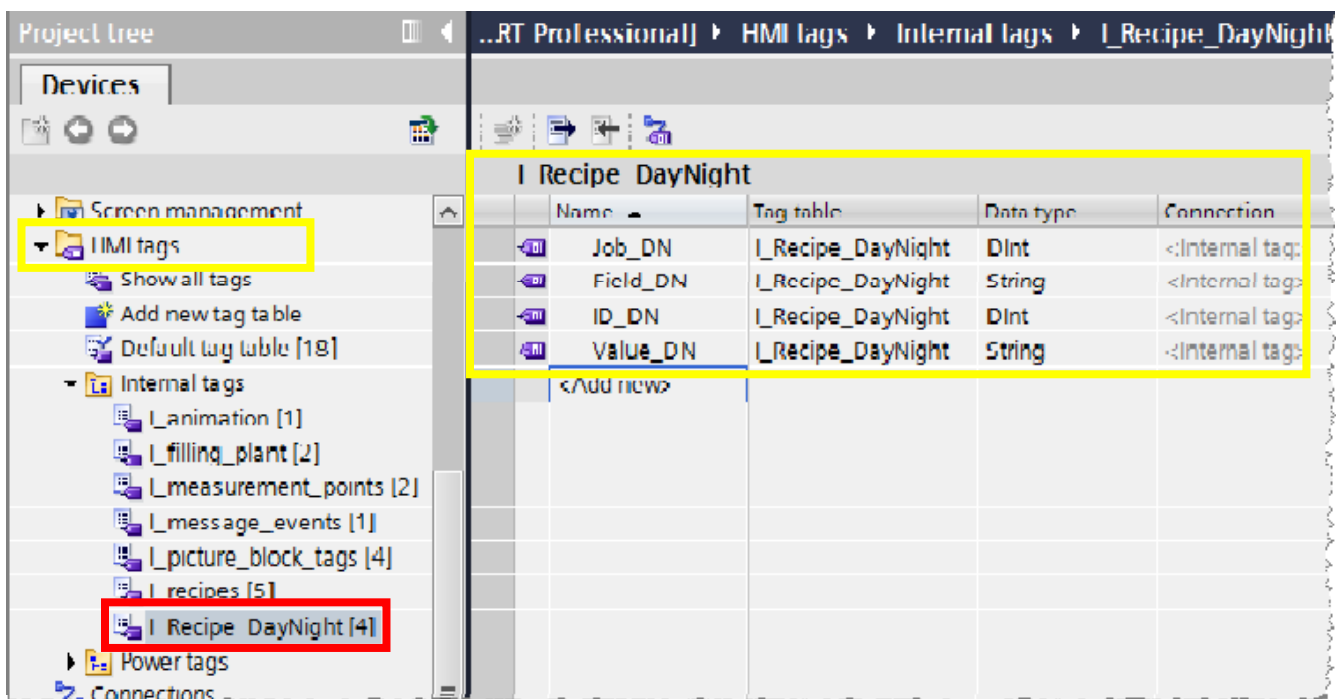 Project tree
...RT Professional] HMI tags Internal tags I_Recipe_DayNight
Devices
I_Recipe_DayNight
Name Tag table Data type Connection
Job_DN I_Recipe_DayNight DInt <Internal tag>
Field_DN I_Recipe_DayNight String <Internal tag>
ID_DN I_Recipe_DayNight DInt <Internal tag>
Value_DN I_Recipe_DayNight String <Internal tag>
<Add new>
Screen management
HMI tags
Show all tags
Add new tag table
Default tag table [18]
Internal tags
I_animation [1]
I_filling_plant [2]
I_measurement_points [2]
I_message_events [1]
I_picture_block_tags [4]
I_recipes [5]
I_Recipe_DayNight [4]
Power tags
Connections